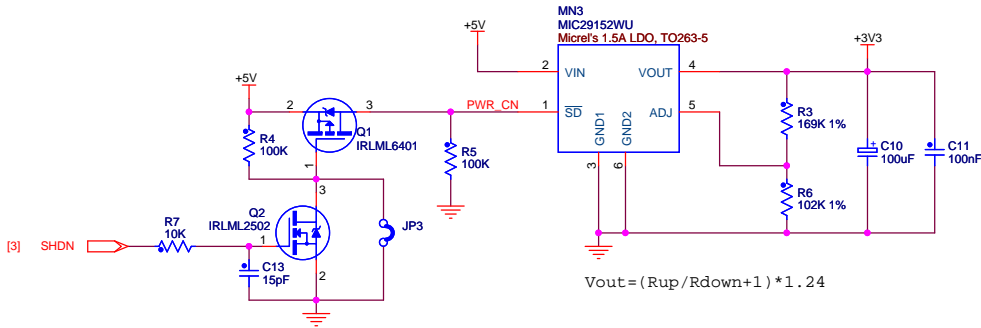 MN3
MIC29152WU
Micrel's 1.5A LDO, TO263-5
+5V
+3V3
2
VIN
VOUT
4
+5V
PWR_CN
1
SD
ADJ
5
GND1
GND2
3
6
2
3
Q1
IRLML6401
1
R4
100K
R5
100K
R3
169K 1%
R6
102K 1%
+
C10
100uF
C11
100nF
3
Q2
IRLML2502
1
2
JP3
R7
10K
[3]
SHDN
C13
15pF
Vout=(Rup/Rdown+1)*1.24